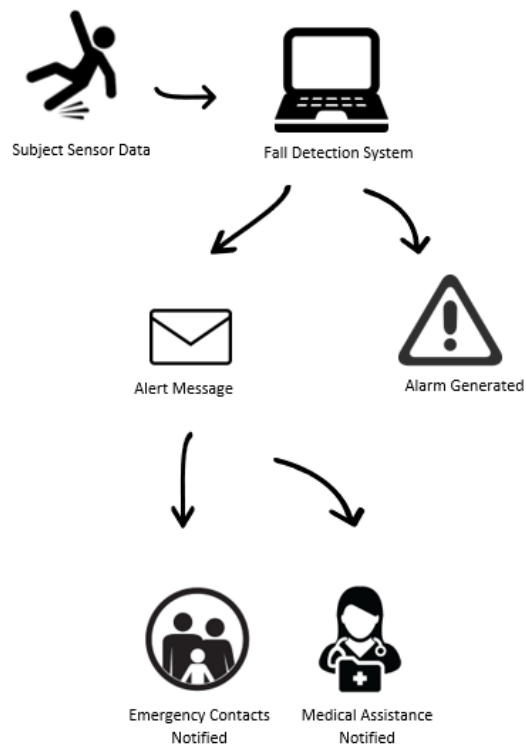 Subject Sensor Data
Fall Detection System
Alert Message
Alarm Generated
Emergency Contacts
Notified
Medical Assistance
Notified